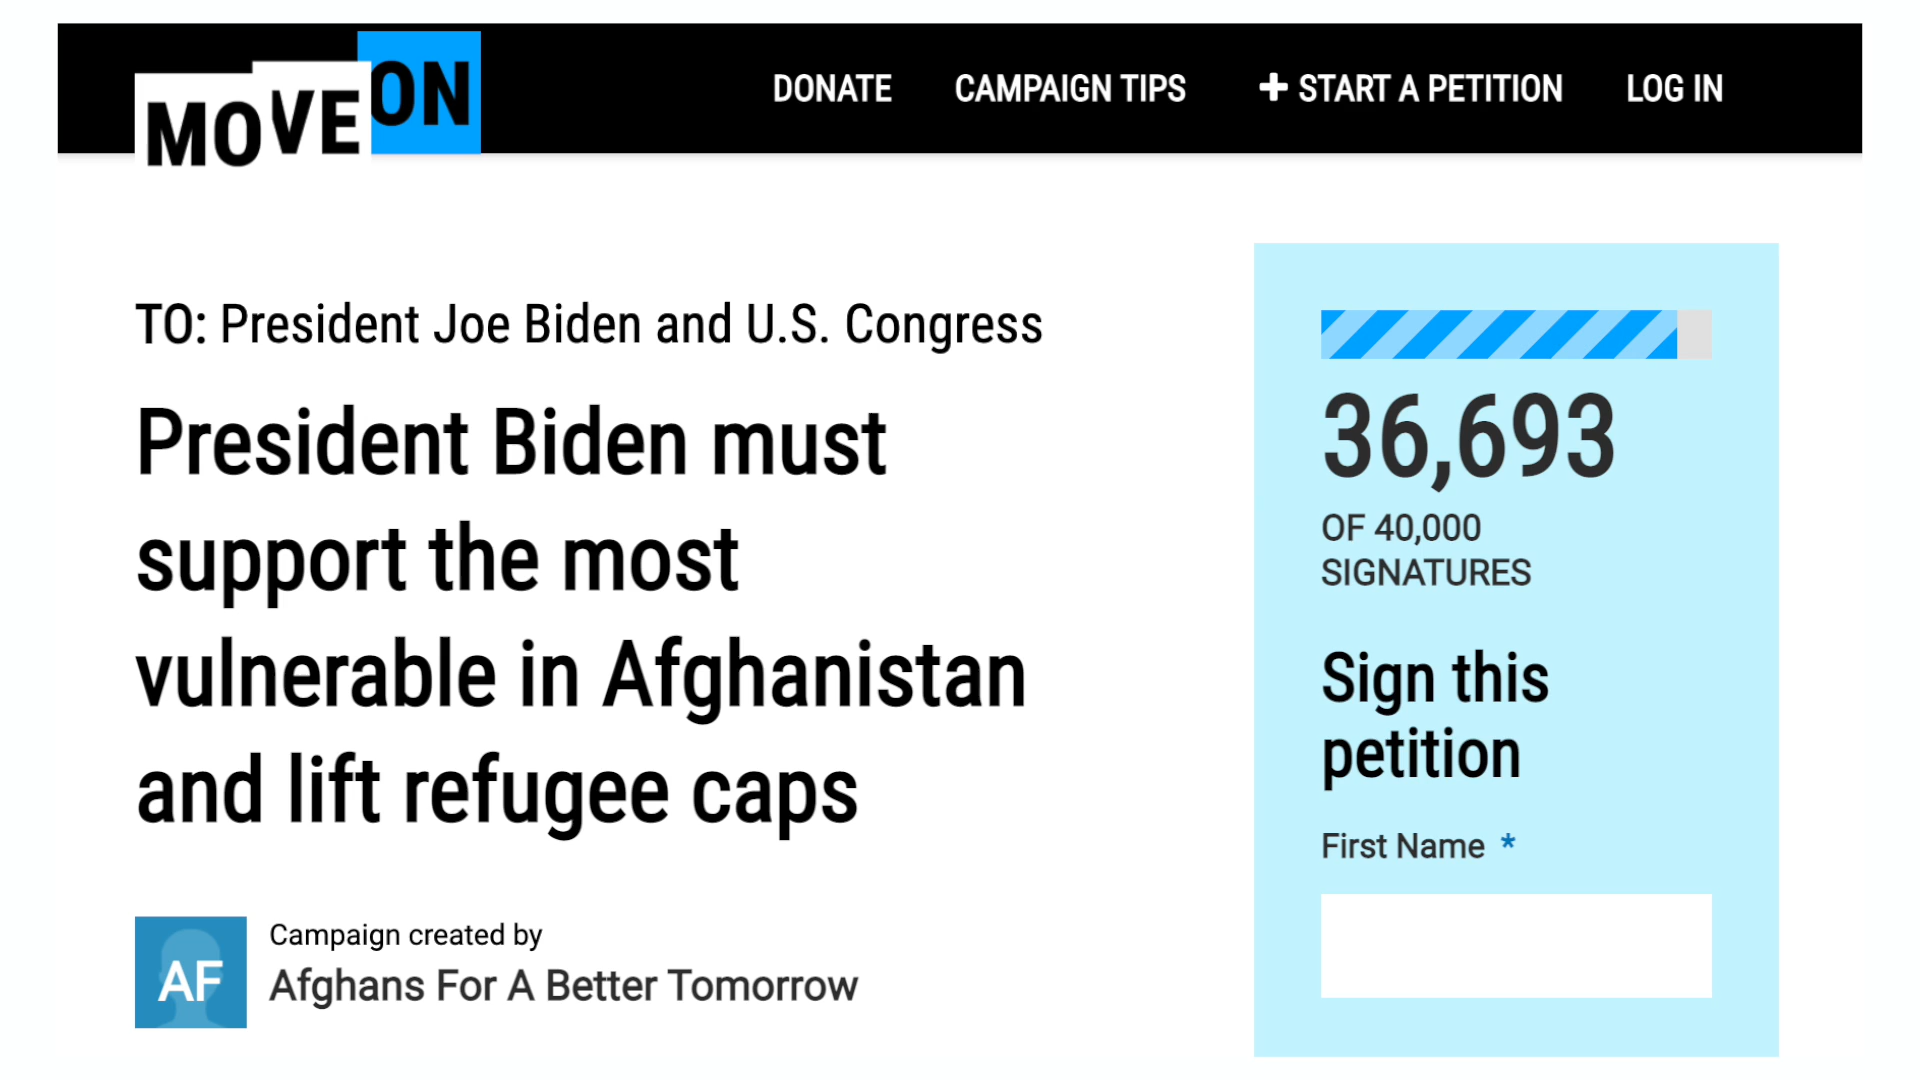 MOVEON
DONATE
CAMPAIGN TIPS
+ START A PETITION
LOG IN
TO: President Joe Biden and U.S. Congress
President Biden must
support the most
vulnerable in Afghanistan
and lift refugee caps
AF
Campaign created by
Afghans For A Better Tomorrow
36,693
OF 40,000
SIGNATURES
Sign this
petition
First Name *